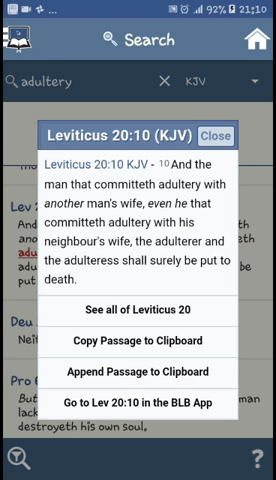 92% 21:10
Search
adultery KJV
Leviticus 20:10 (KJV) Close
Leviticus 20:10 KJV - 10 And the
man that committeth adultery with
another man's wife, even he that
committeth adultery with his
neighbour's wife, the adulterer and
the adulteress shall surely be put to
death.
See all of Leviticus 20
Copy Passage to Clipboard
Append Passage to Clipboard
Go to Lev 20:10 in the BLB App
Lev
And
be
put
Deu
Pro
But man
lack
destroyeth his own soul.
?